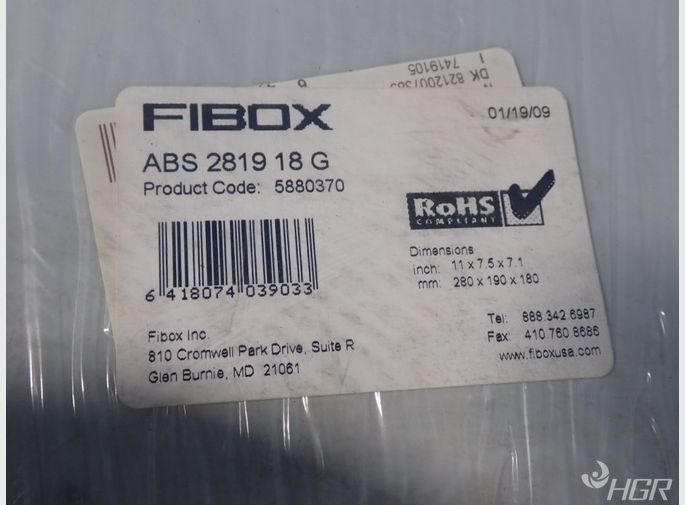 DK 8212007365
7419105
FIBOX
01/19/09
ABS 2819 18 G
Product Code: 5880370
RoHS
COMPLIANT
Dimensions
inch: 11 x 7.5 x 7.1
mm: 280 x 190 x 180
6 418074 039033
Tel: 888.342.6987
Fax: 410.760.8686
www.fiboxusa.com
Fibox Inc.
810 Cromwell Park Drive, Suite R
Glen Burnie, MD 21061
HGR